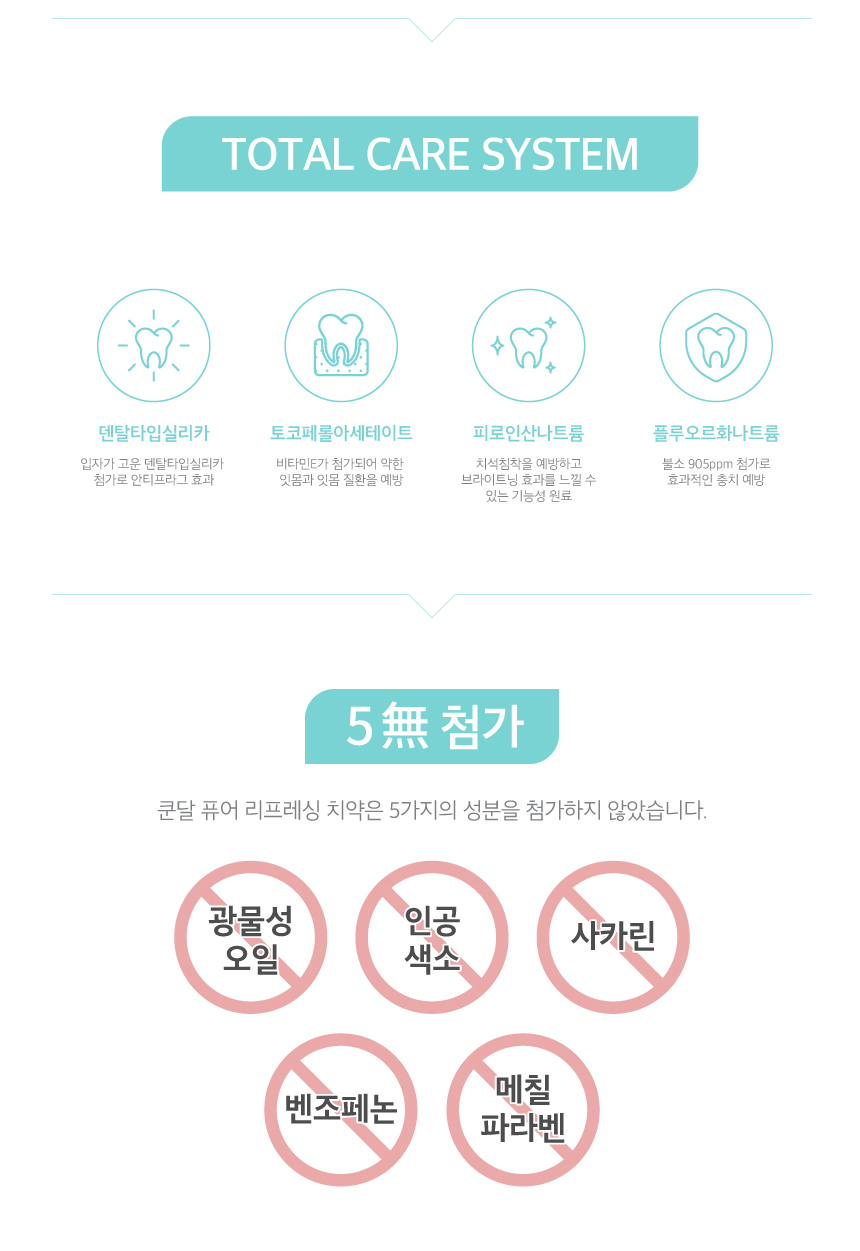 TOTAL CARE SYSTEM
덴탈타입실리카
입자가 고운 덴탈타입실리카
첨가로 안티프라그 효과
토코페롤아세테이트
비타민E가 첨가되어 약한
잇몸과 잇몸 질환을 예방
피로인산나트륨
치석침착을 예방하고
브라이트닝 효과를 느낄 수
있는 기능성 원료
플루오르화나트륨
불소 905ppm 첨가로
효과적인 충치 예방
5 無 첨가
쿤달 퓨어 리프레싱 치약은 5가지의 성분을 첨가하지 않았습니다.
광물성
오일
인공
색소
사카린
벤조페논
메칠
파라벤